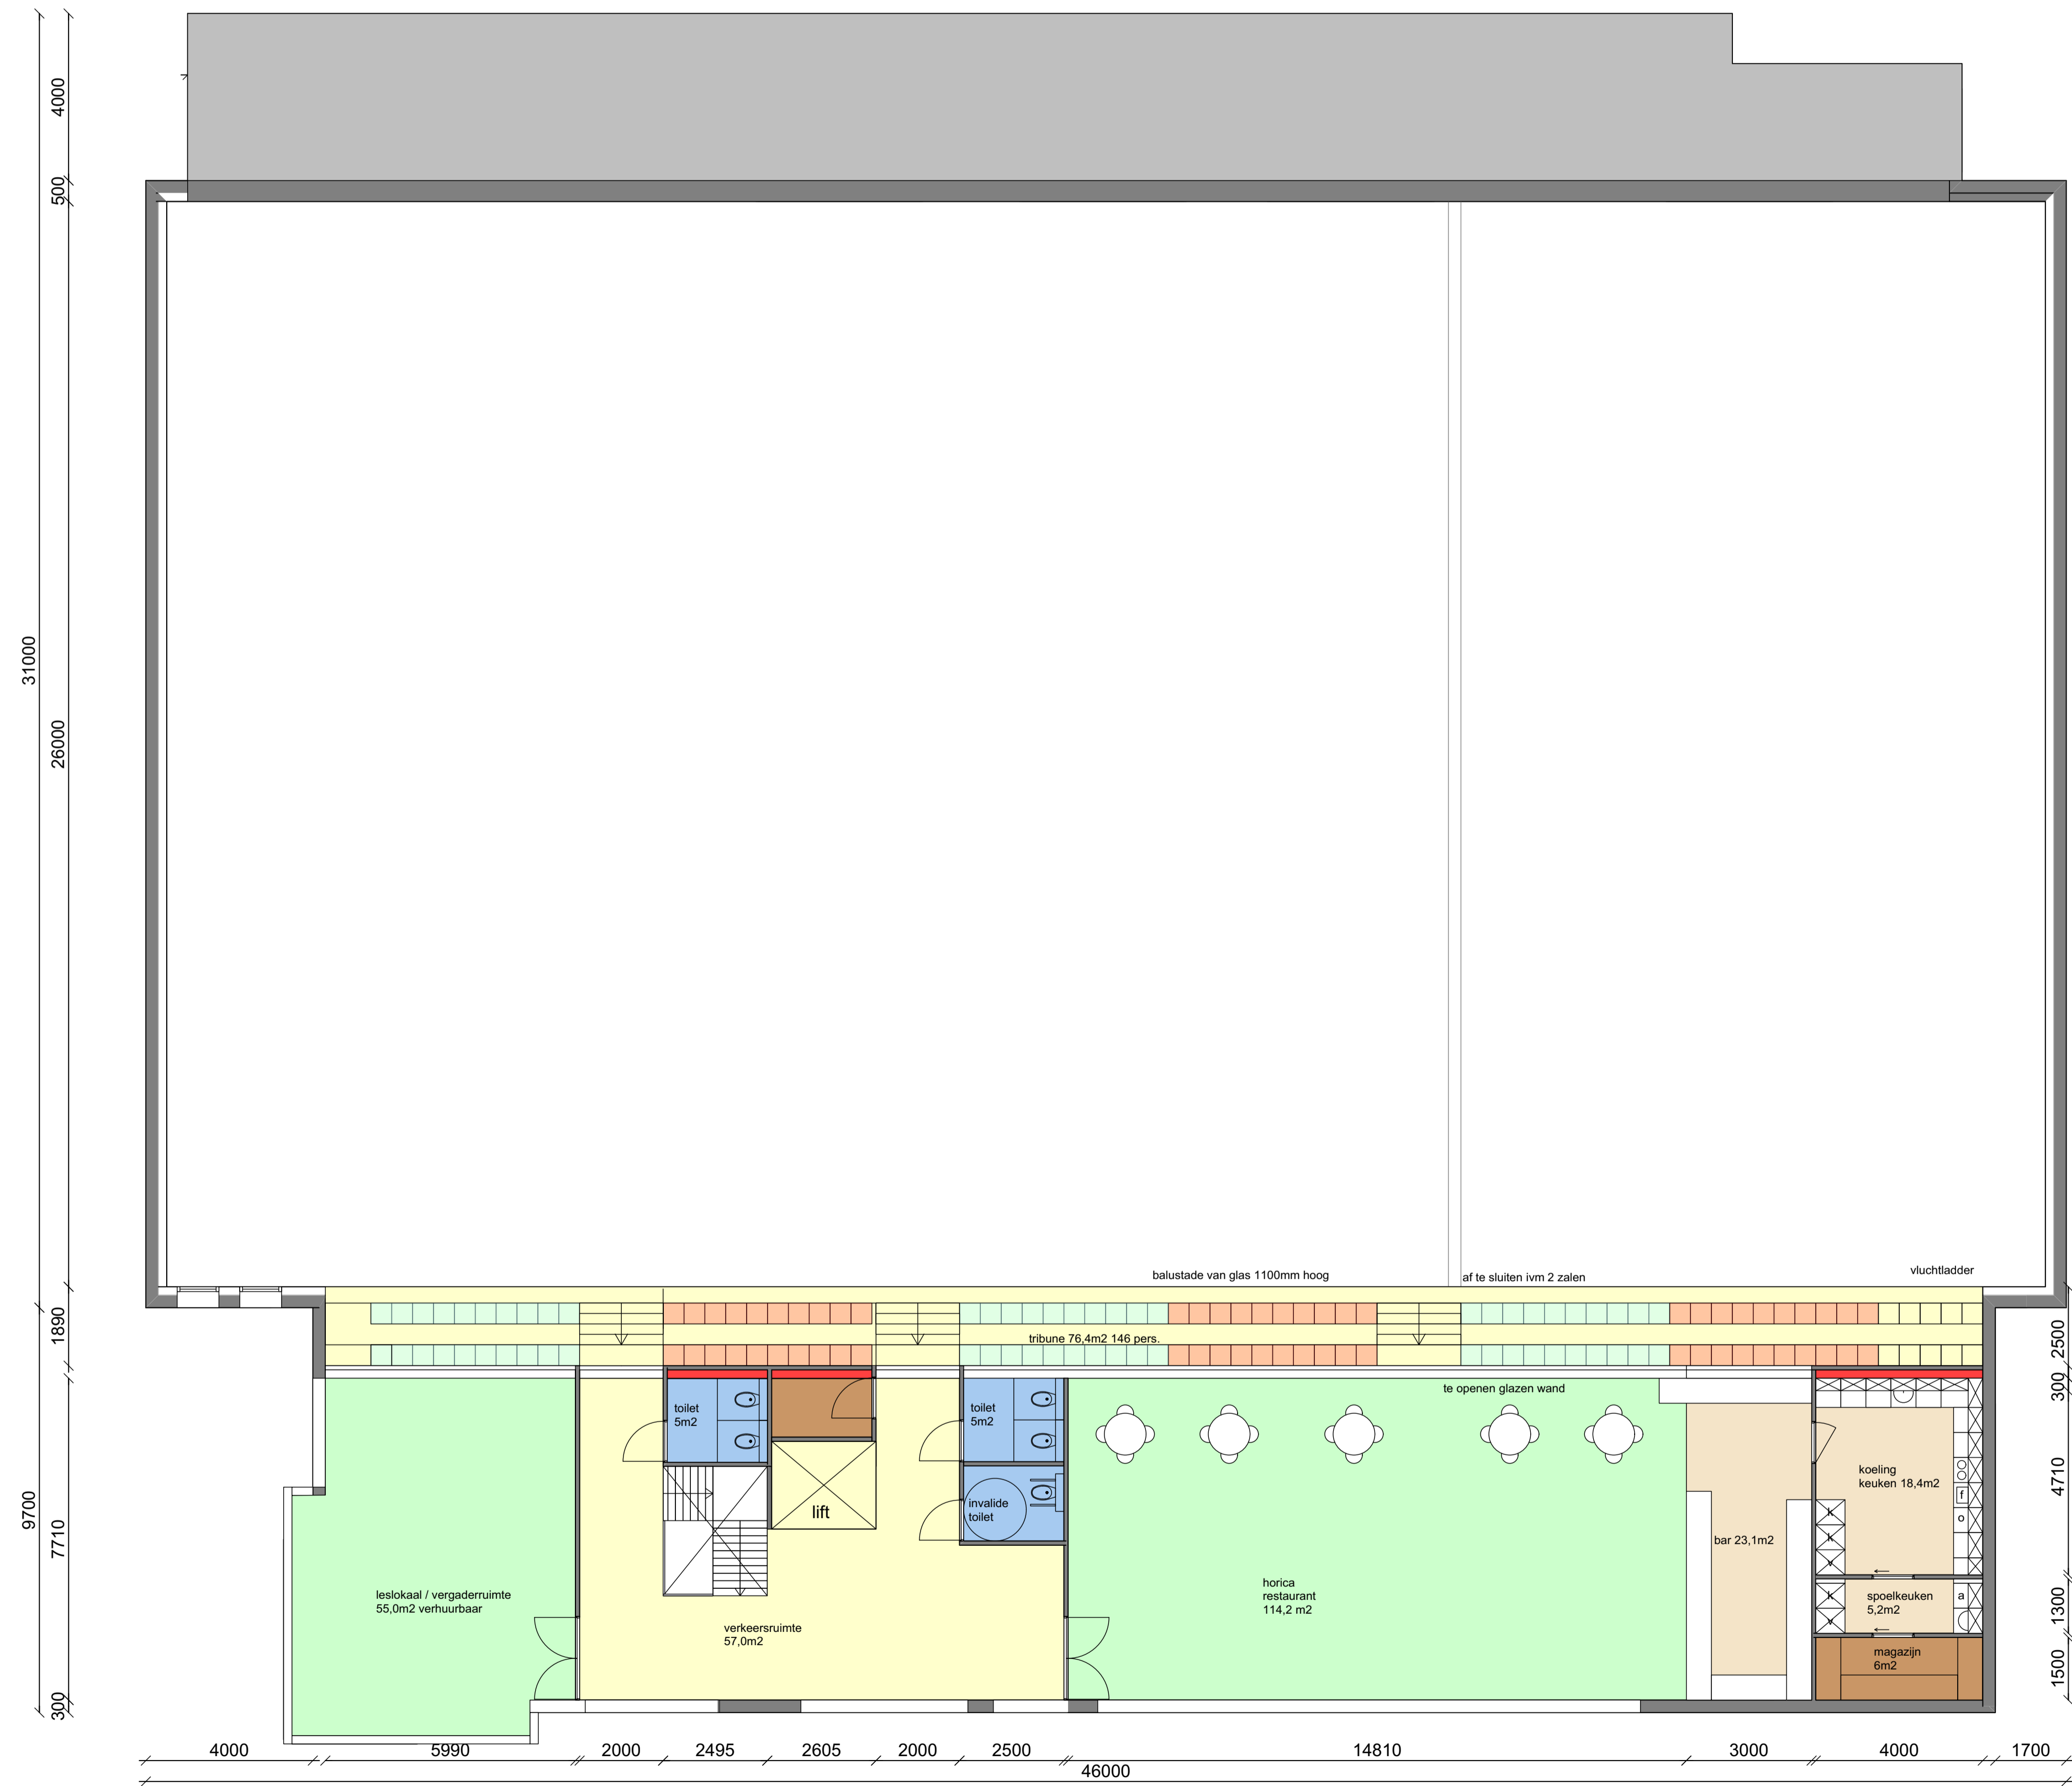 4000
500
31000
26000
balustade van glas 1100mm hoog
af te sluiten ivm 2 zalen
vluchtladder
1890
tribune 76,4m2 146 pers.
2500
300
te openen glazen wand
toilet
5m2
toilet
5m2
koeling
keuken 18,4m2
f
o
k
k
v
4710
invalide
toilet
lift
9700
7710
bar 23,1m2
horica
restaurant
114,2 m2
leslokaal / vergaderruimte
55,0m2 verhuurbaar
k
v
spoelkeuken
5,2m2
a
1300
verkeersruimte
57,0m2
magazijn
6m2
1500
300
4000
5990
2000
2495
2605
2000
2500
14810
3000
4000
1700
46000